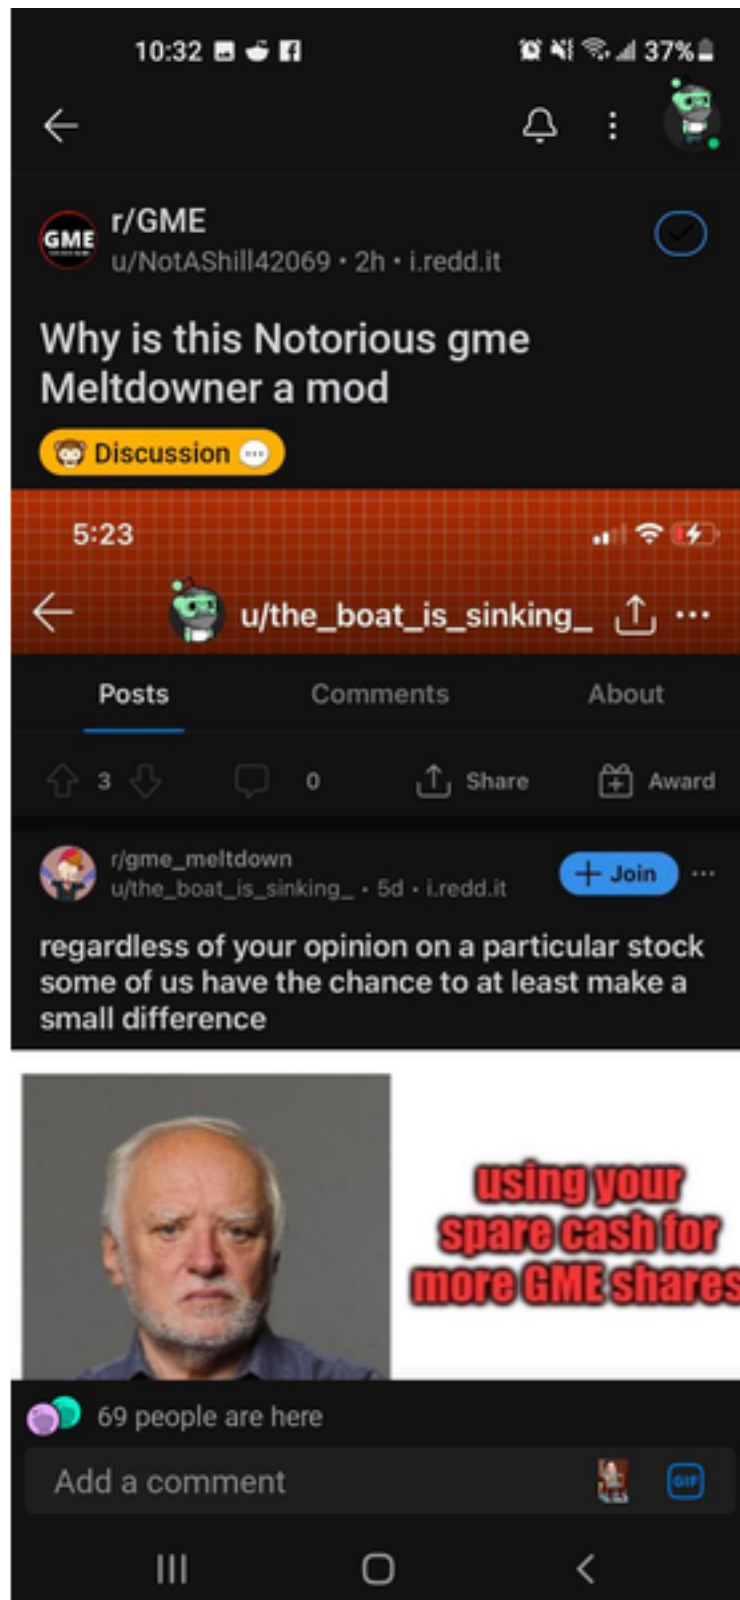 10:32
37%
GME
r/GME
u/NotAShill42069 • 2h • i.redd.it
Why is this Notorious gme
Meltdowner a mod
Discussion
5:23
u/the_boat_is_sinking_
Posts Comments About
3 0 Share Award
r/gme_meltdown
u/the_boat_is_sinking_ • 5d • i.redd.it
+ Join
regardless of your opinion on a particular stock
some of us have the chance to at least make a
small difference
using your
spare cash for
more GME shares
69 people are here
Add a comment
GIF